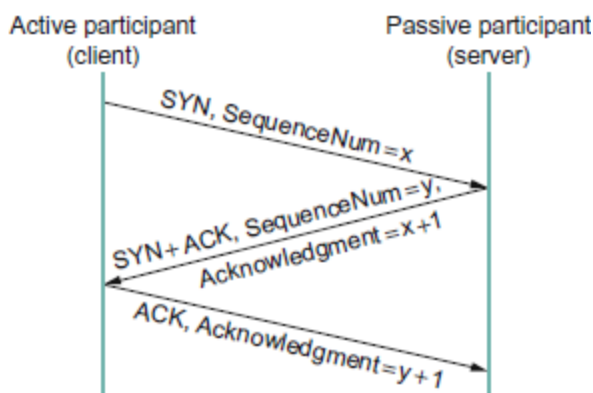 Active participant
(client)
Passive participant
(server)
SYN, SequenceNum=x
SYN+ACK, SequenceNum=y,
Acknowledgment=x+1
ACK, Acknowledgment=y+1